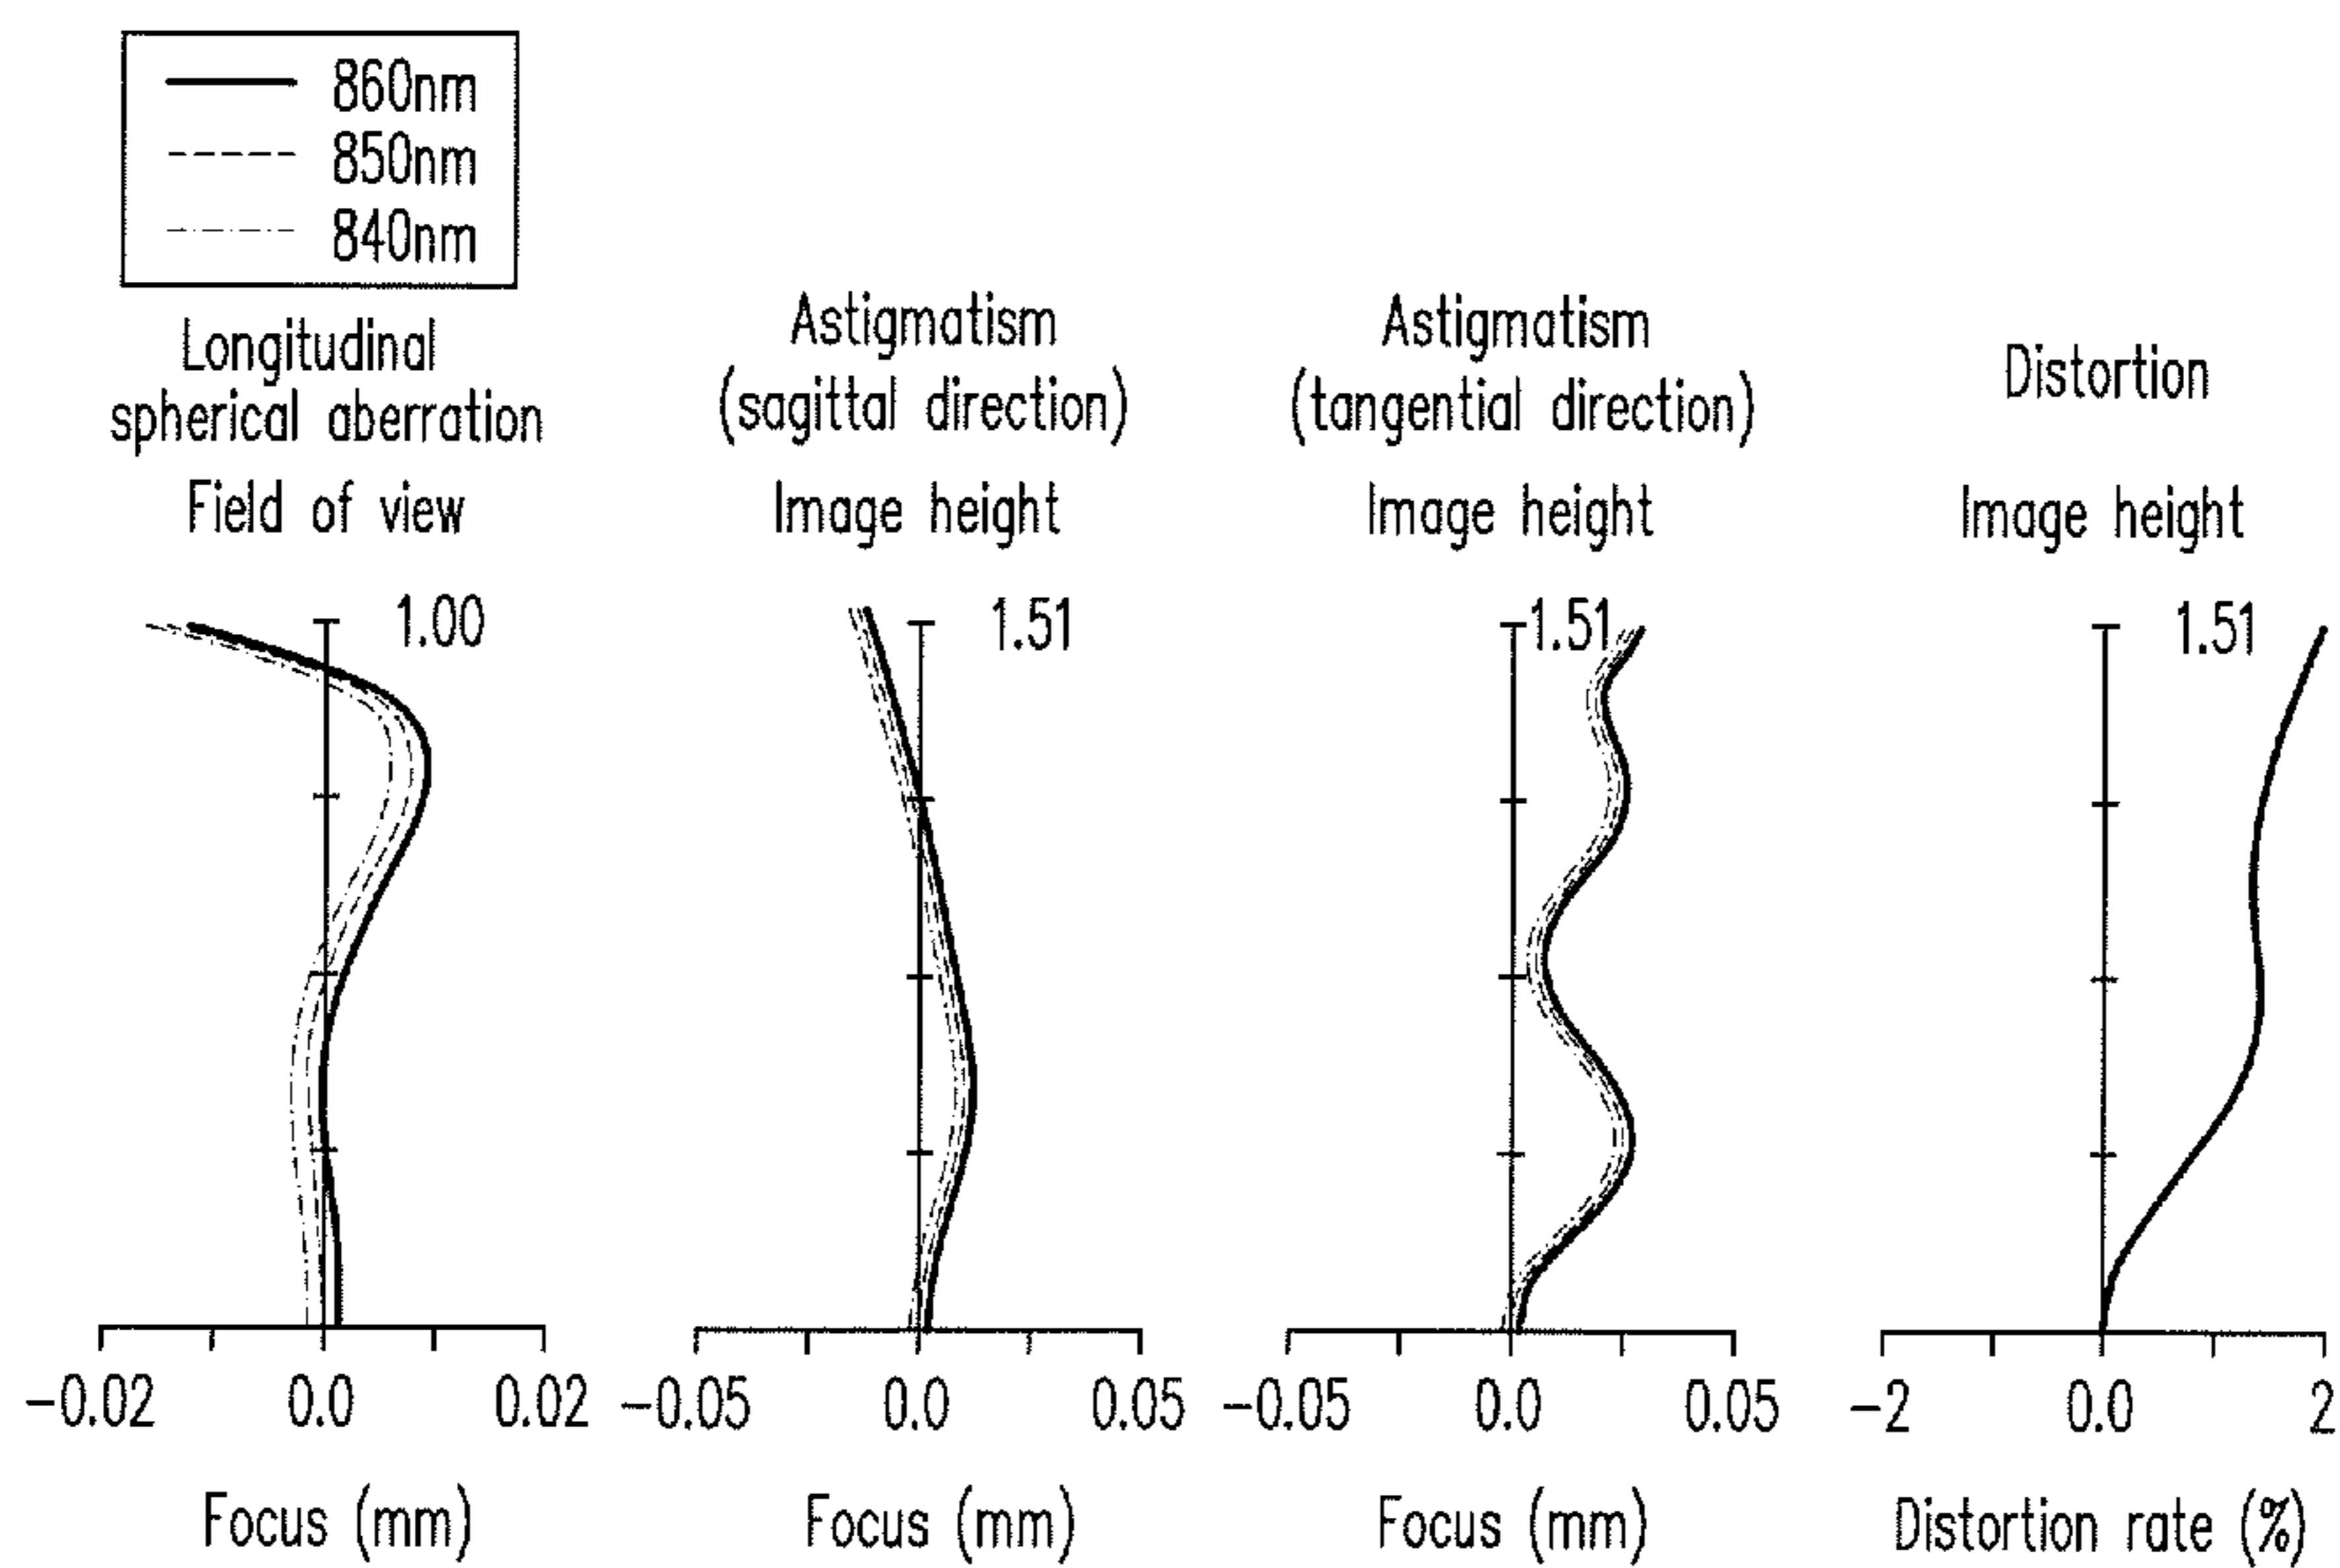 860nm
850nm
840nm
Longitudinal
spherical aberration
Field of view
1.00
-0.02 0.0 0.02
Focus (mm)
Astigmatism
(sagittal direction)
Image height
1.51
-0.05 0.0 0.05
Focus (mm)
Astigmatism
(tangential direction)
Image height
1.51
-0.05 0.0 0.05
Focus (mm)
Distortion
Image height
1.51
-2 0.0 2
Distortion rate (%)